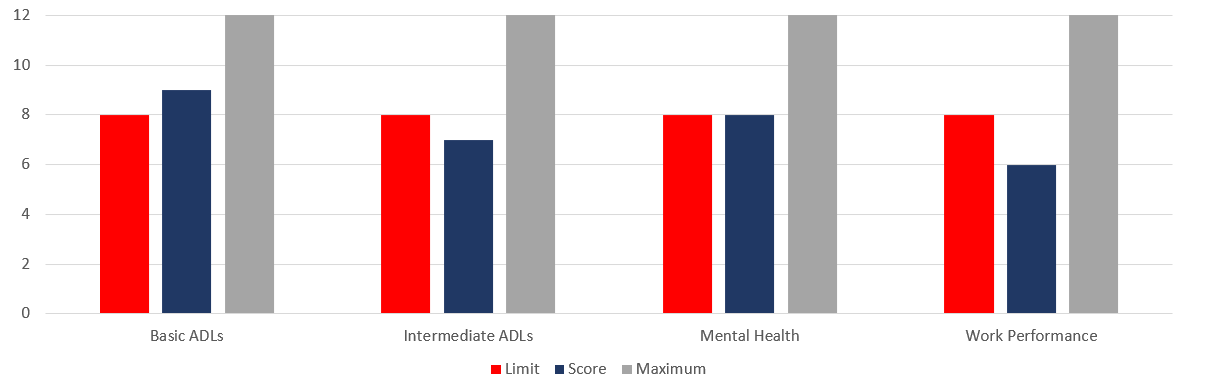 12
10
8
6
4
2
0
Basic ADLs
Intermediate ADLs
Mental Health
Work Performance
Limit Score Maximum